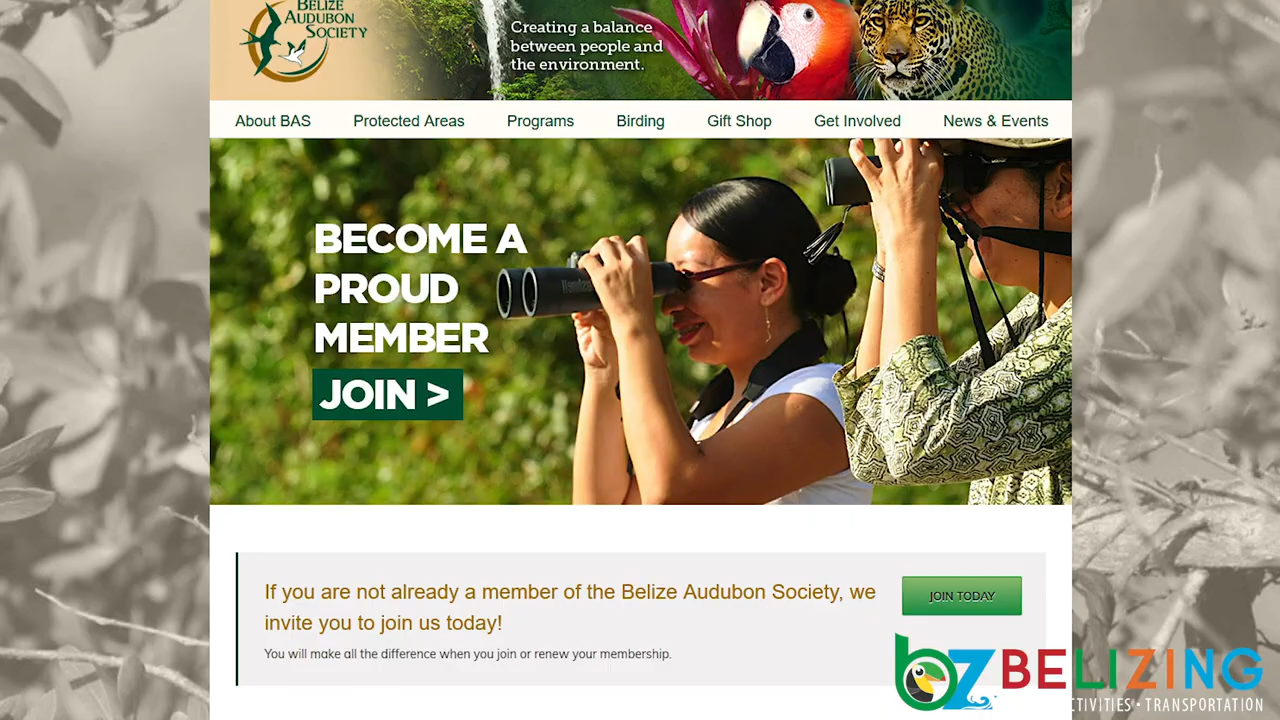 BELIZE
AUDUBON
SOCIETY
Creating a balance
between people and
the environment.
About BAS
Protected Areas
Programs
Birding
Gift Shop
Get Involved
News & Events
BECOME A
PROUD
MEMBER
JOIN >
If you are not already a member of the Belize Audubon Society, we
invite you to join us today!
You will make all the difference when you join or renew your membership.
JOIN TODAY
bz BELIZING
CTIVITIES • TRANSPORTATION